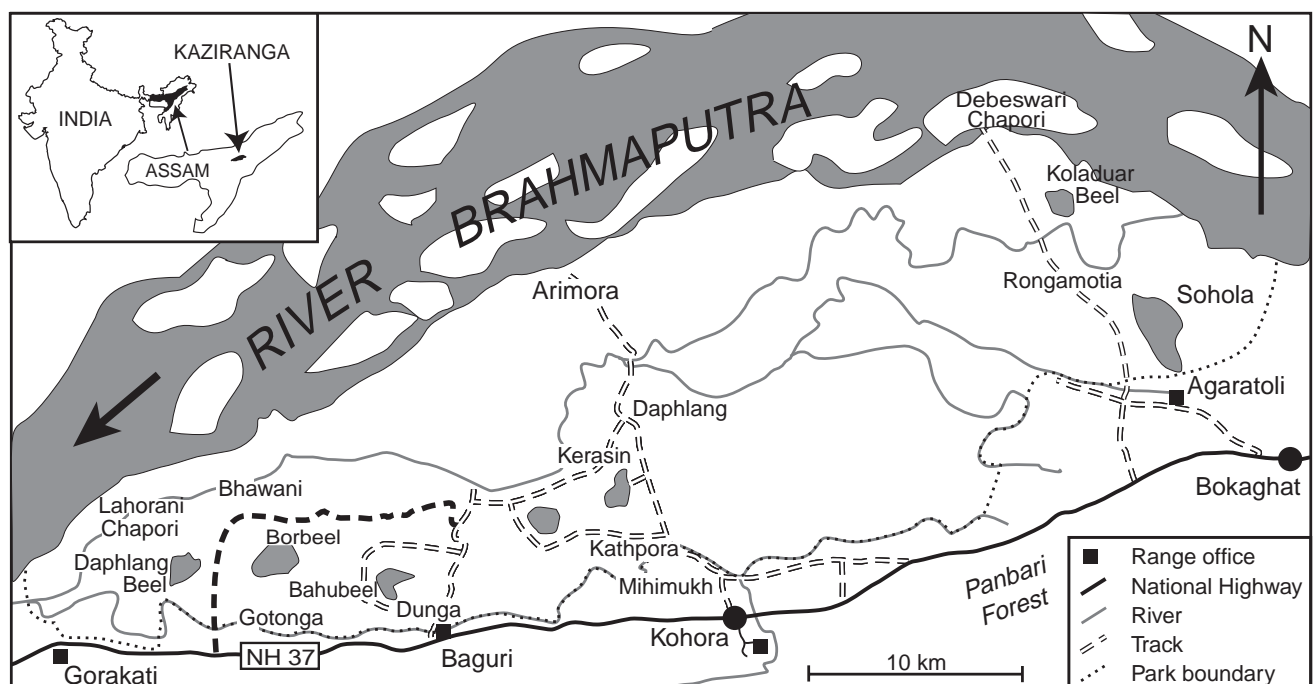 KAZIRANGA
INDIA
ASSAM
N
RIVER BRAHMAPUTRA
Debeswari
Chapori
Koladuar
Beel
Rongamotia
Sohola
Arimora
Agaratoli
Daphlang
Kerasin
Bokaghat
Bhawani
Lahorani
Chapori
Borbeel
Daphlang
Beel
Kathpora
Bahubeel
Mihimukh
Dunga
Gotonga
Panbari
Forest
Kohora
NH 37
Baguri
Gorakati
10 km
Range office
National Highway
River
Track
Park boundary